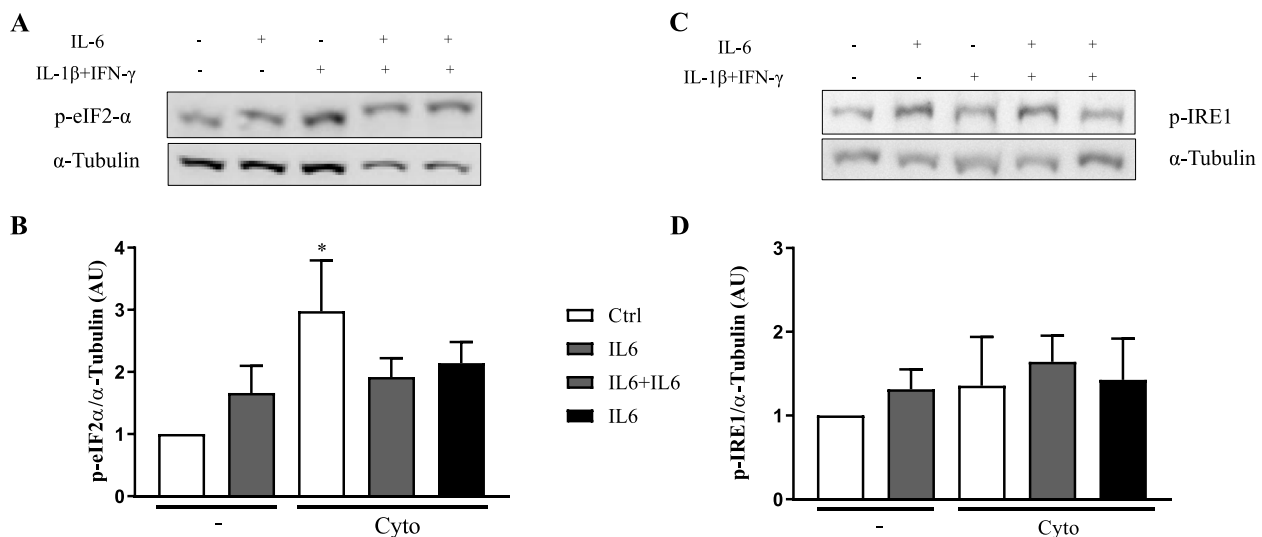 A
IL-6 - + - + +
IL-1β+IFN-γ - - + + +
p-eIF2-α
α-Tubulin
C
IL-6 - + - + +
IL-1β+IFN-γ - - + + +
p-IRE1
α-Tubulin
B
p-eIF2α/α-Tubulin (AU)
4
3
2
1
0
*
- Cyto
Ctrl
IL6
IL6+IL6
IL6
D
p-IRE1/α-Tubulin (AU)
3
2
1
0
- Cyto